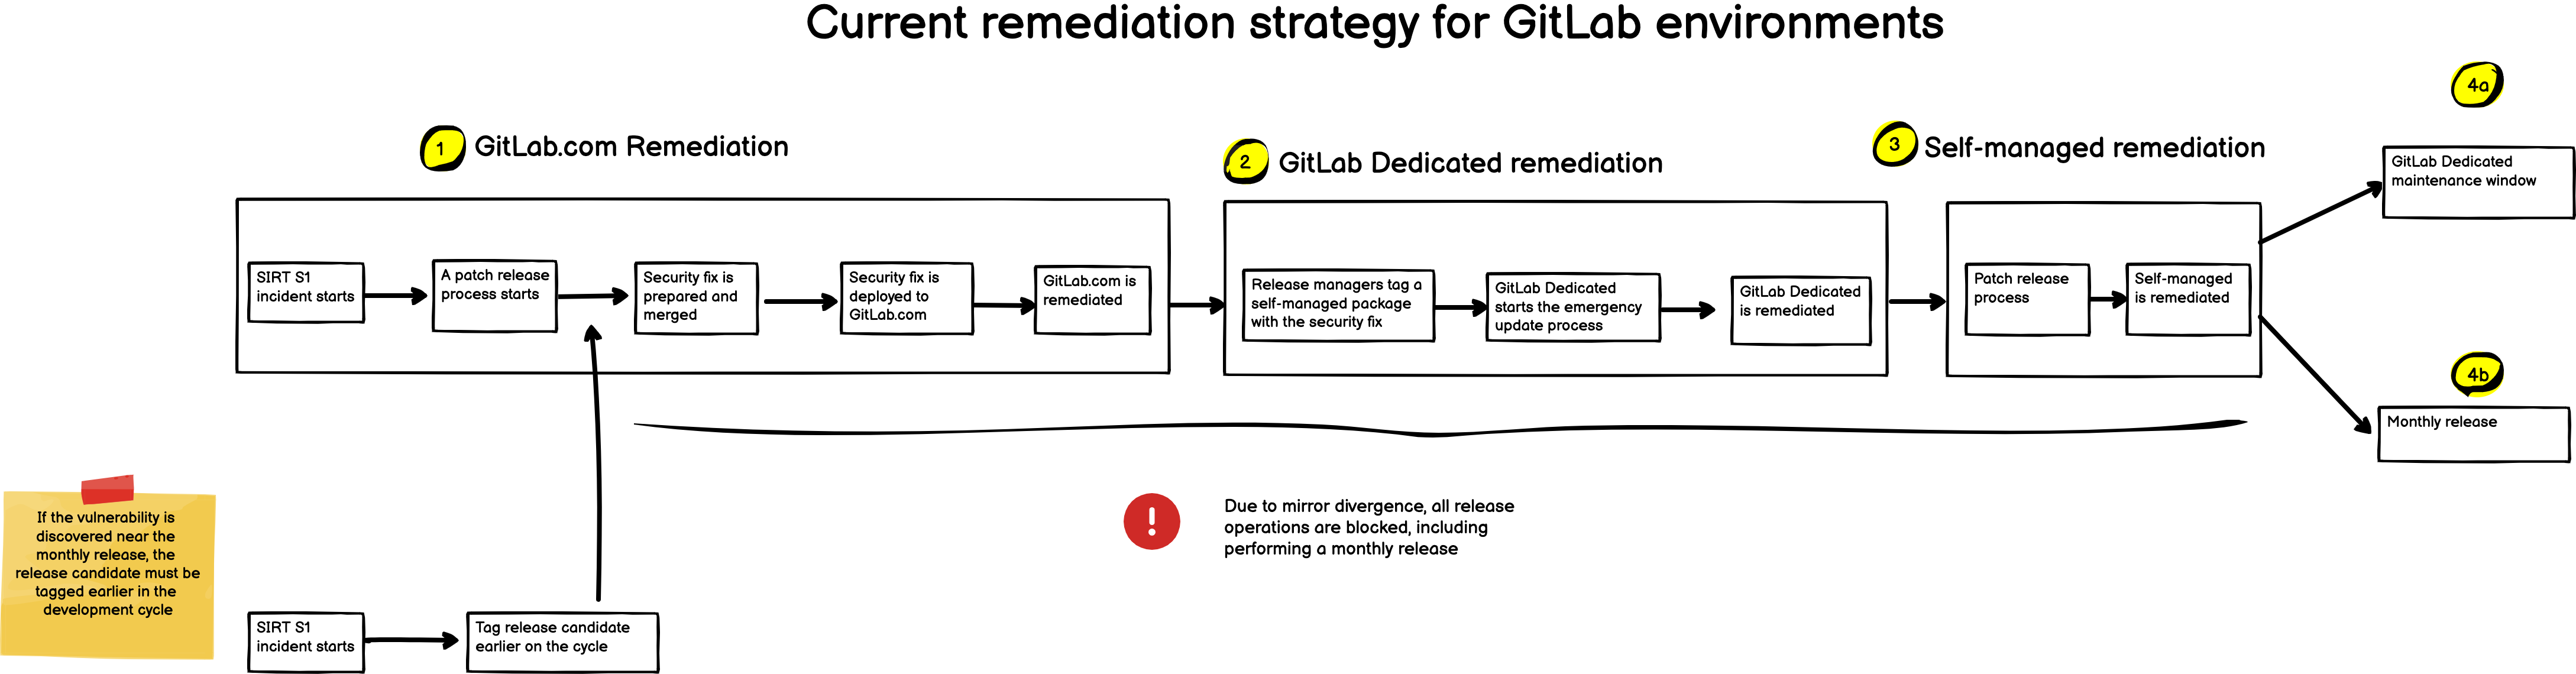 Current remediation strategy for GitLab environments
1
GitLab.com Remediation
SIRT S1
incident starts
A patch release
process starts
Security fix is
prepared and
merged
Security fix is
deployed to
GitLab.com
GitLab.com is
remediated
2
GitLab Dedicated remediation
Release managers tag a
self-managed package
with the security fix
GitLab Dedicated
starts the emergency
update process
GitLab Dedicated
is remediated
3
Self-managed remediation
Patch release
process
Self-managed
is remediated
4a
GitLab Dedicated
maintenance window
4b
Monthly release
Due to mirror divergence, all release
operations are blocked, including
performing a monthly release
If the vulnerability is
discovered near the
monthly release, the
release candidate must be
tagged earlier in the
development cycle
SIRT S1
incident starts
Tag release candidate
earlier on the cycle